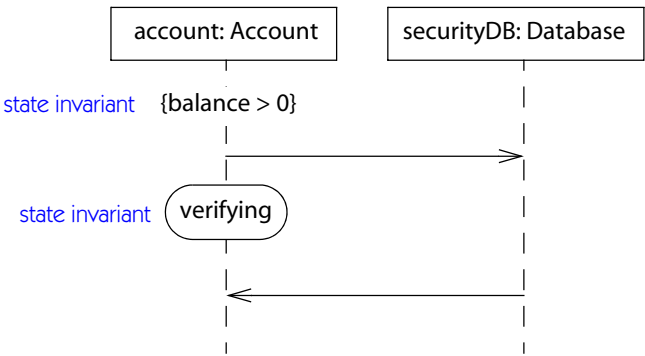 account: Account
securityDB: Database
state invariant
{balance > 0}
state invariant
verifying